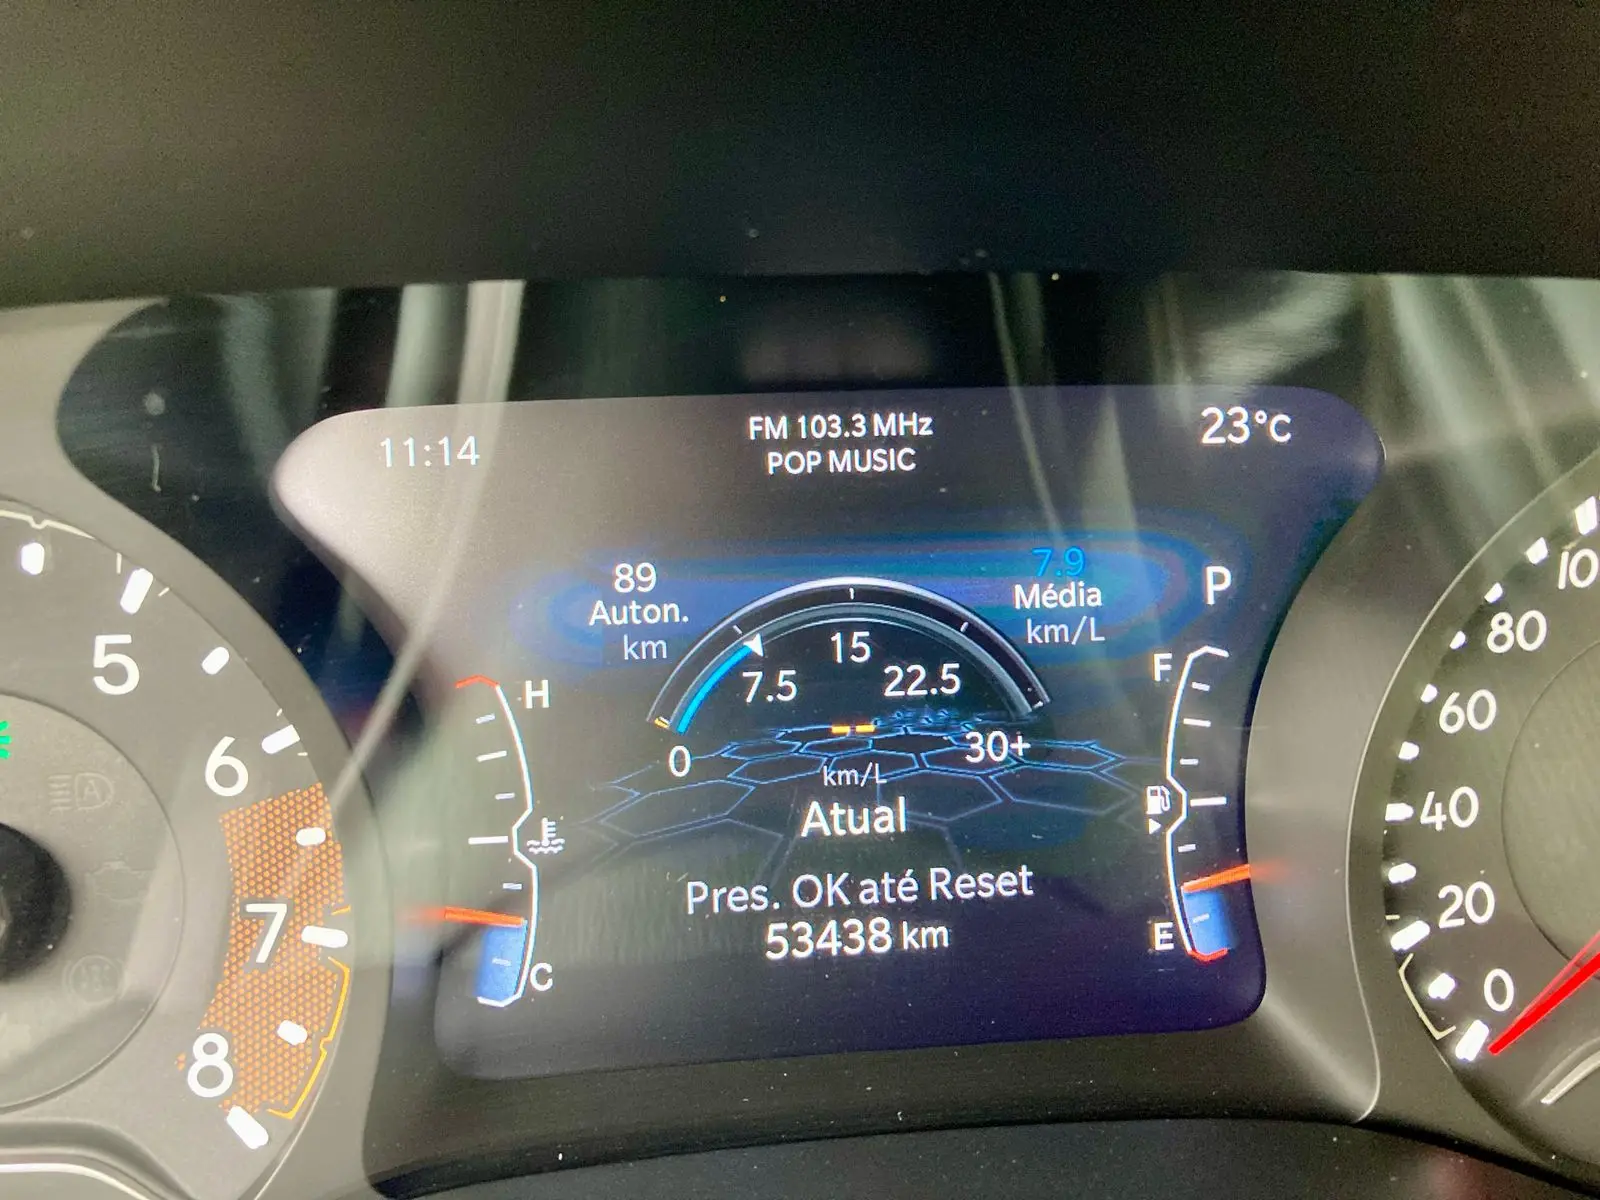 11:14
FM 103.3 MHz
POP MUSIC
23°C
89
Auton.
km
7.9
Média
km/L
P
0
7.5
15
22.5
30+
km/L
Atual
Pres. OK até Reset
53438 km
H
C
F
E
5
6
7
8
A
80
60
40
20
0